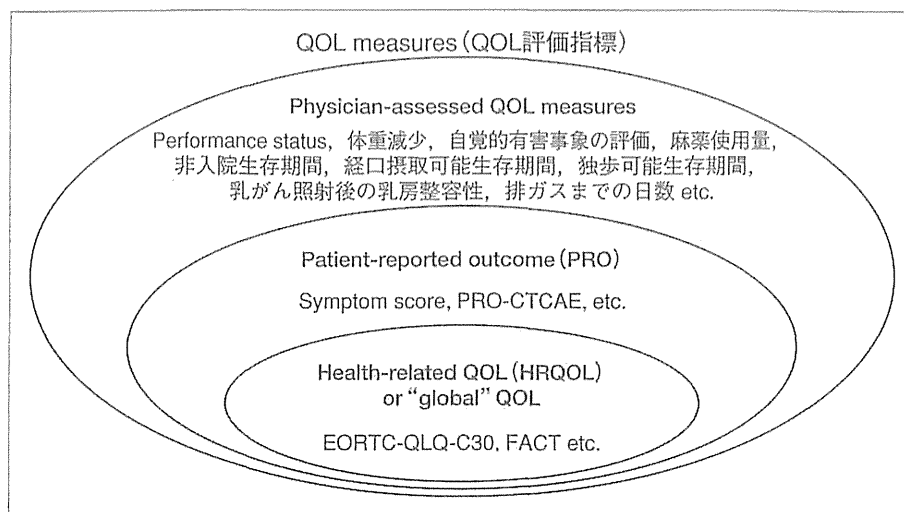 QOL measures（QOL評価指標）
Physician-assessed QOL measures
Performance status，体重減少，自覚的有害事象の評価，麻薬使用量，
非入院生存期間，経口摂取可能生存期間，独歩可能生存期間，
乳がん照射後の乳房整容性，排ガスまでの日数 etc.
Patient-reported outcome（PRO）
Symptom score, PRO-CTCAE, etc.
Health-related QOL（HRQOL）
or “global” QOL
EORTC-QLQ-C30, FACT etc.